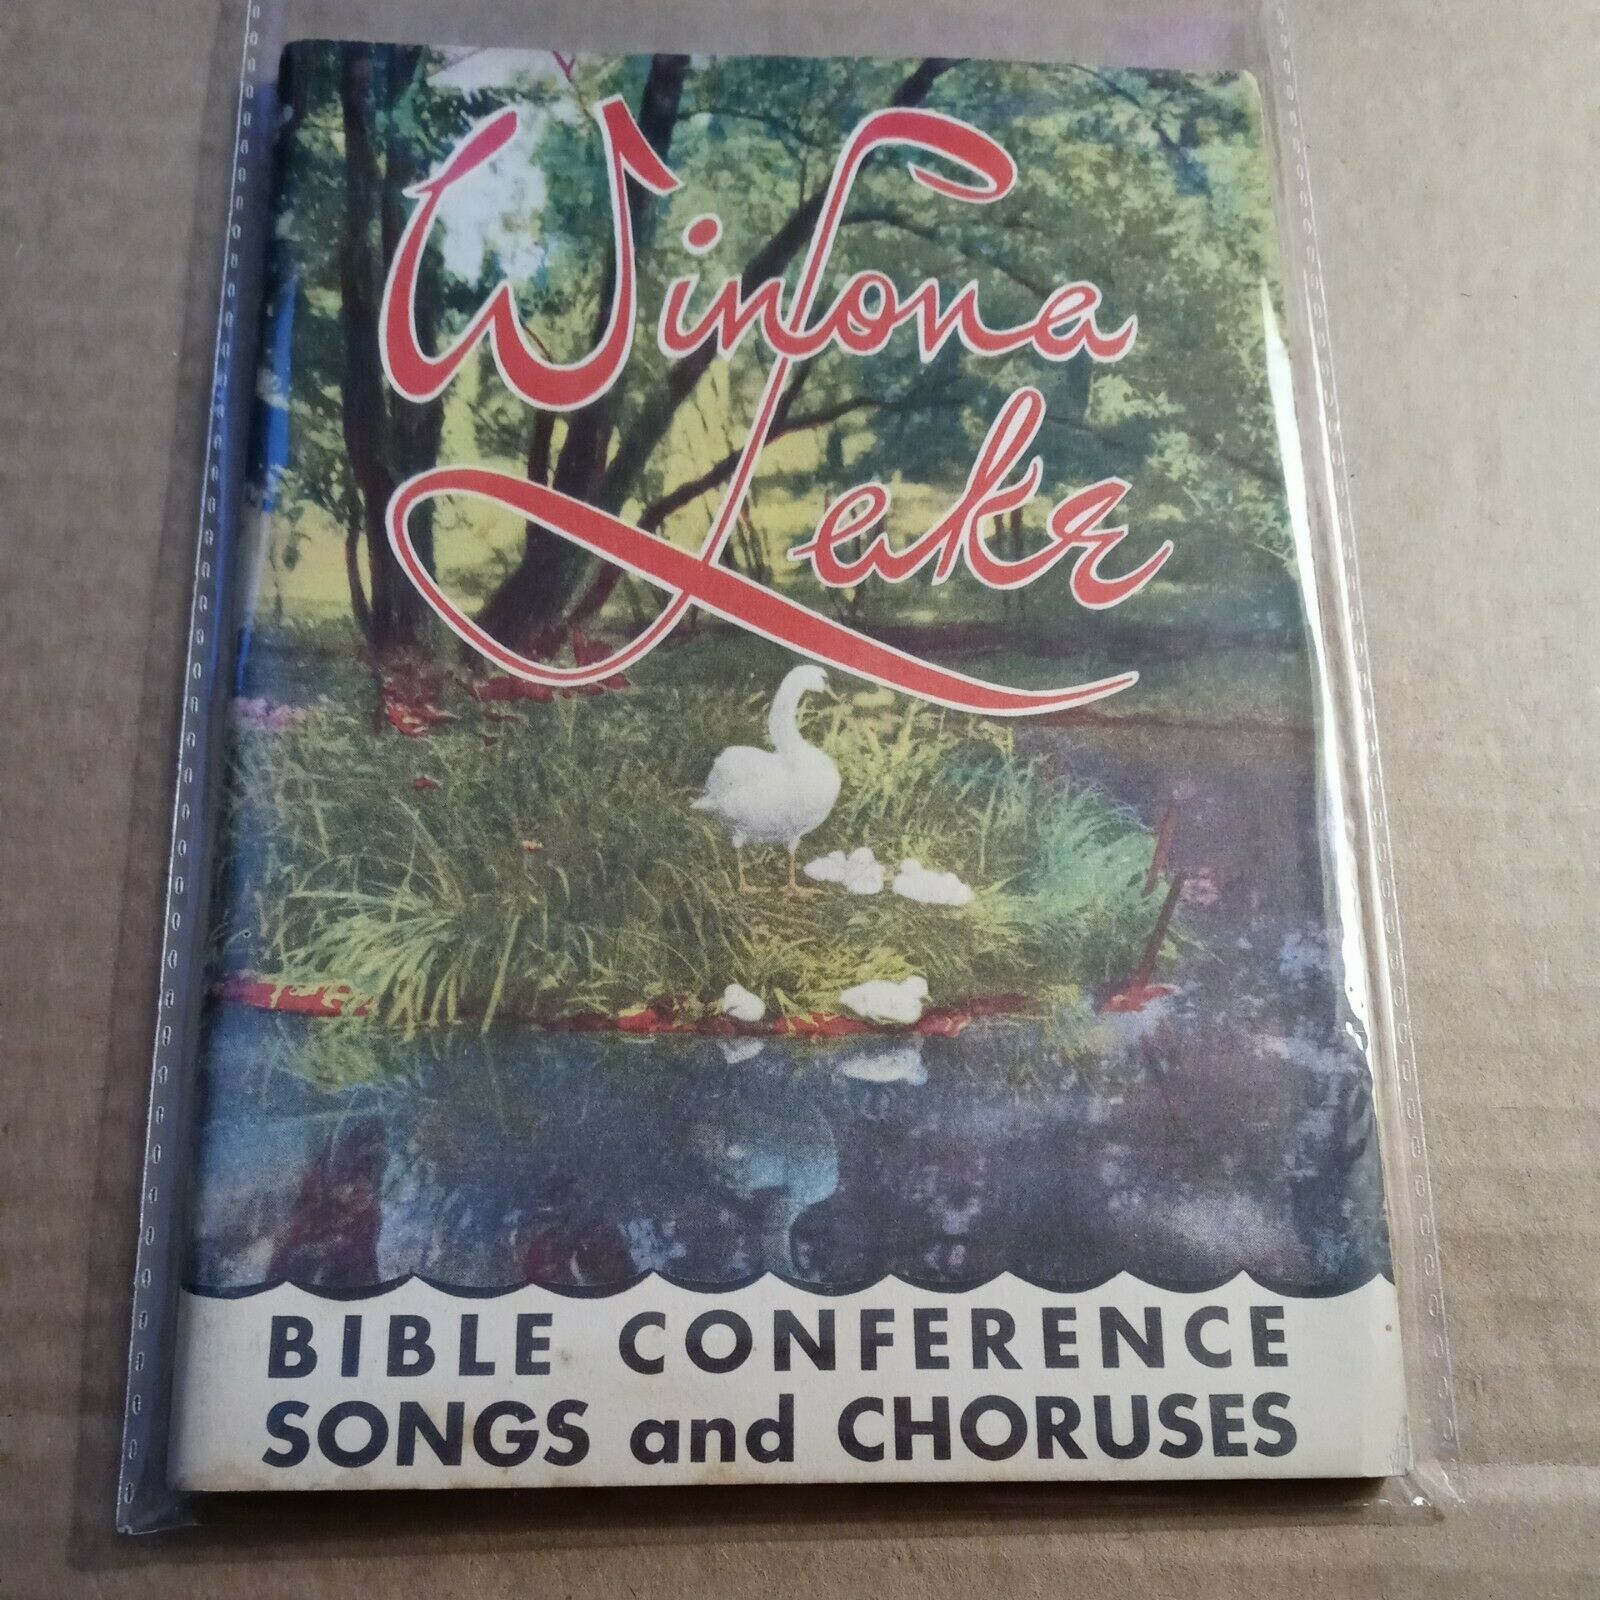 Winona
Lake
BIBLE CONFERENCE
SONGS and CHORUSES